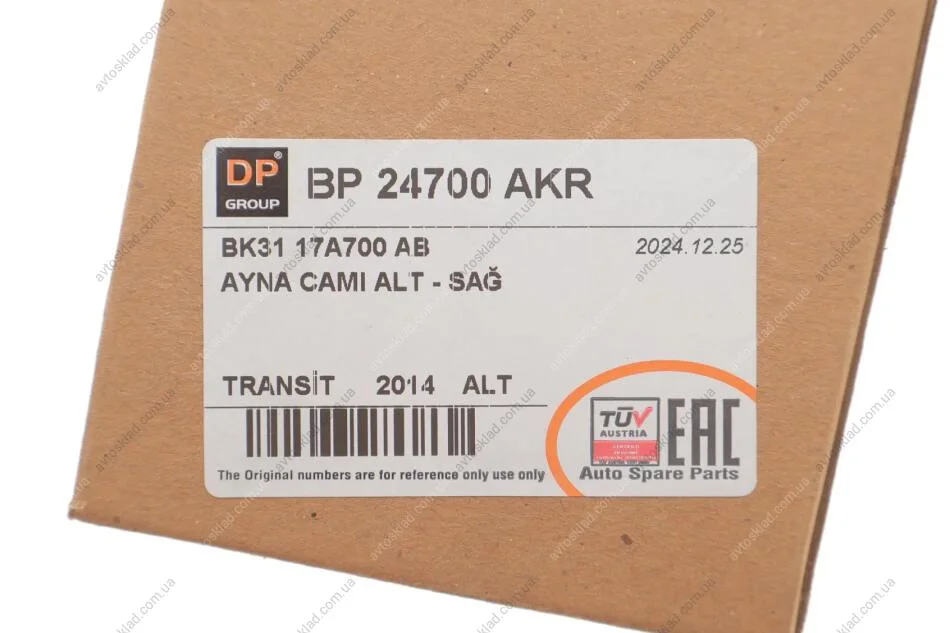 DP®
GROUP
BP 24700 AKR
BK31 17A700 AB
2024.12.25
AYNA CAMI ALT - SAĞ
TRANSİT 2014 ALT
The Original numbers are for reference only use only
TÜV
AUSTRIA
EAC
Auto Spare Parts
avtosklad.com.ua